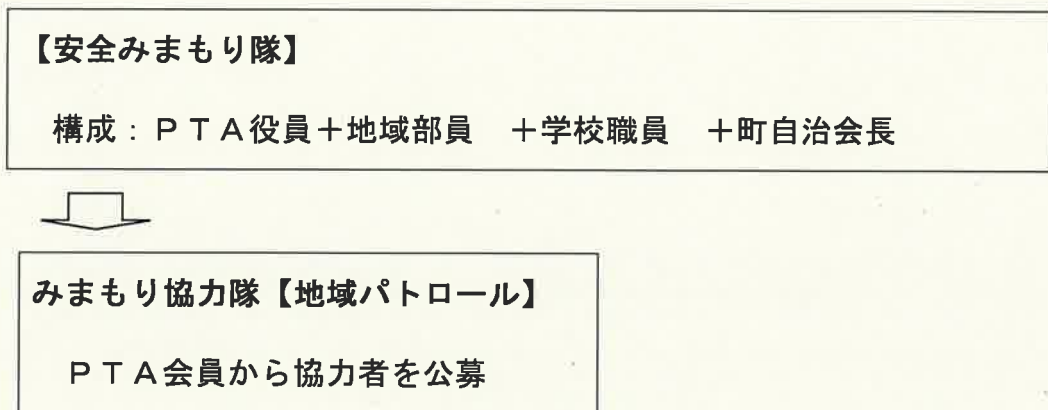 【安全みまもり隊】
構成：ＰＴＡ役員＋地域部員　＋学校職員　＋町自治会長
みまもり協力隊【地域パトロール】
ＰＴＡ会員から協力者を公募